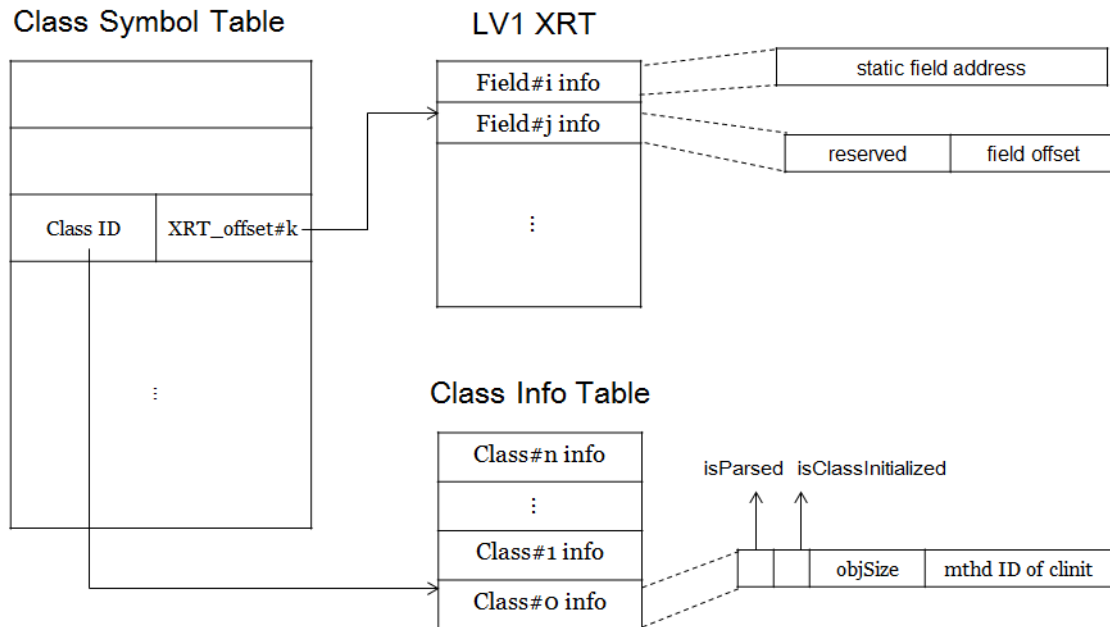 Class Symbol Table
LV1 XRT
Field#i info
static field address
Field#j info
reserved
field offset
Class ID
XRT_offset#k
⋮
⋮
Class Info Table
Class#n info
isParsed
isClassInitialized
⋮
Class#1 info
objSize
mthd ID of clinit
Class#0 info